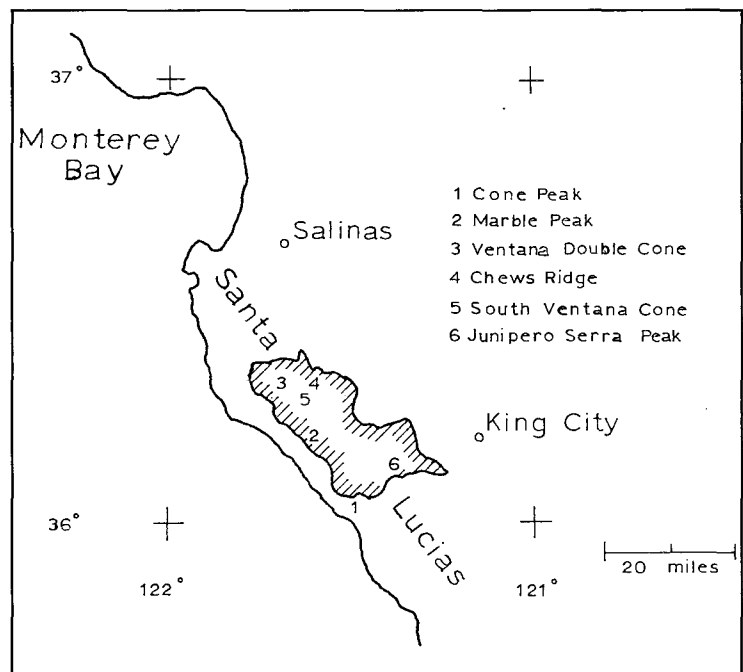 37°
Monterey
Bay
Salinas
1 Cone Peak
2 Marble Peak
3 Ventana Double Cone
4 Chews Ridge
5 South Ventana Cone
6 Junipero Serra Peak
Santa
3
4
5
2
King City
6
1
Lucias
36°
20 miles
122°
121°